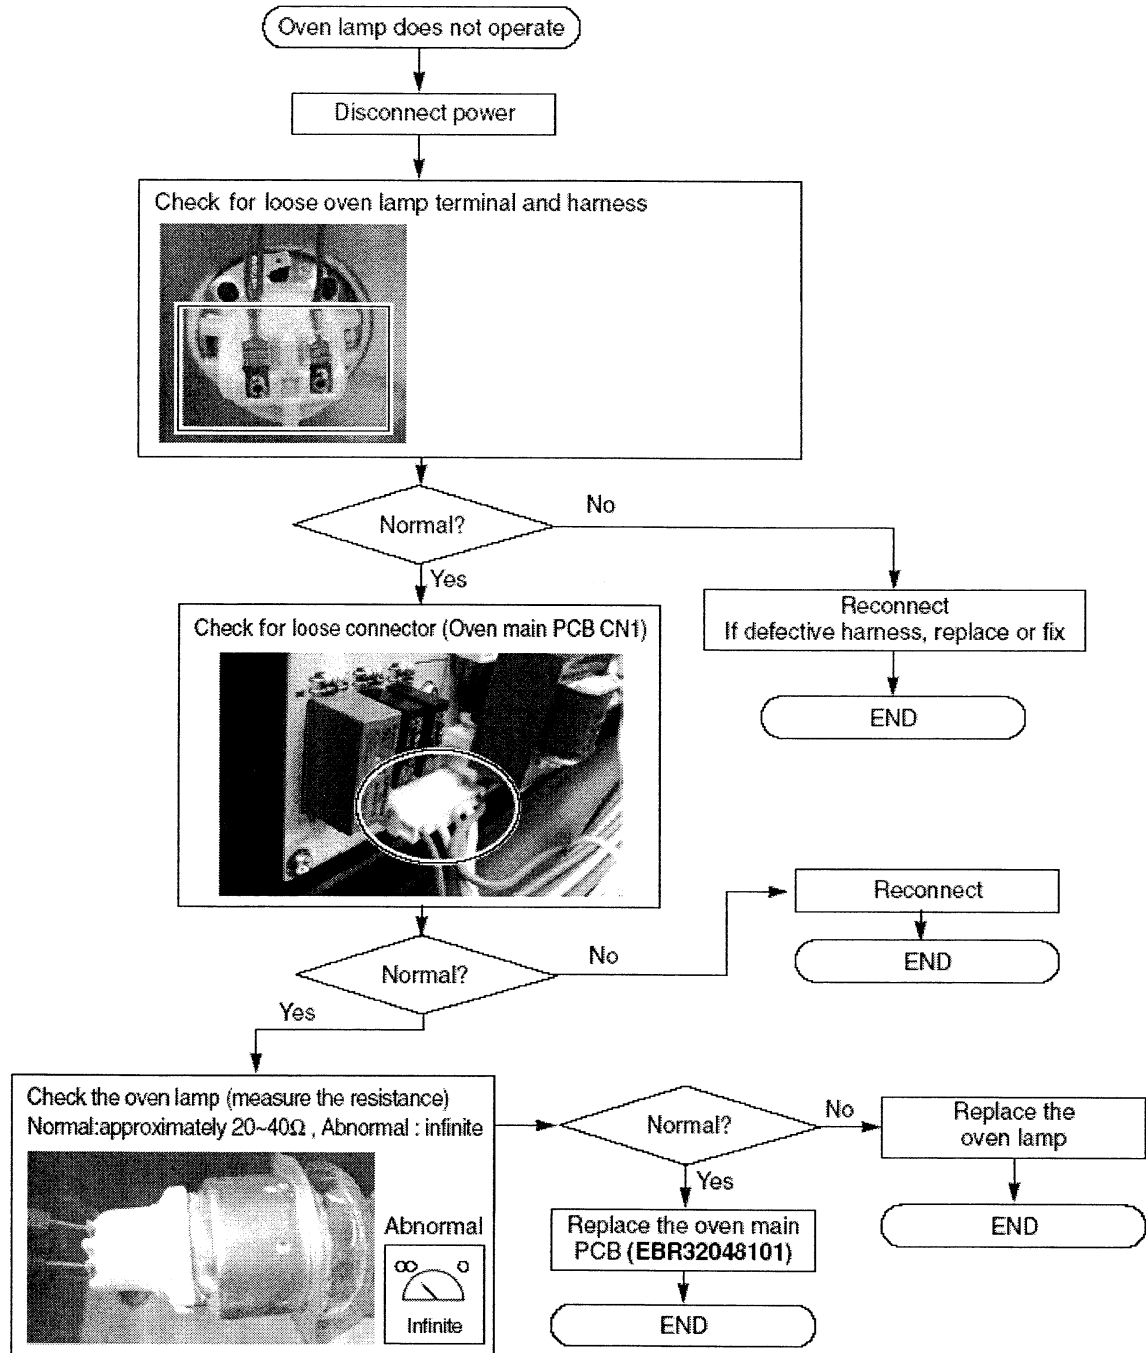 Oven lamp does not operate
Disconnect power
Check for loose oven lamp terminal and harness
Normal?
No
Yes
Reconnect
If defective harness, replace or fix
END
Check for loose connector (Oven main PCB CN1)
Normal?
No
Reconnect
END
Yes
Check the oven lamp (measure the resistance)
Normal:approximately 20~40Ω , Abnormal : infinite
Abnormal
∞ 0
Infinite
Normal?
No
Replace the
oven lamp
END
Yes
Replace the oven main
PCB (EBR32048101)
END